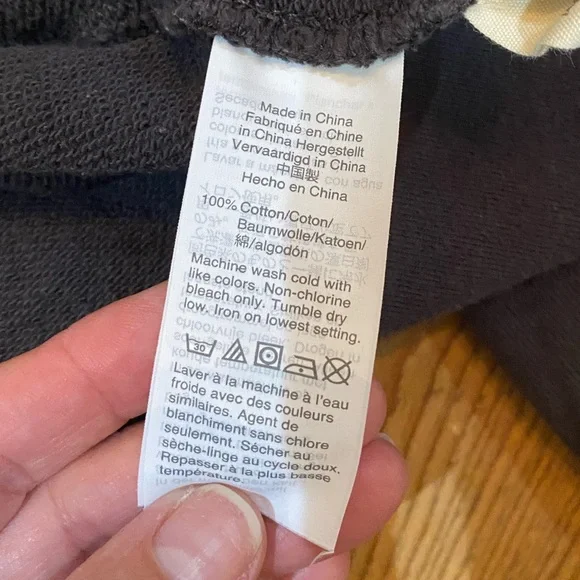 Made in China
Fabriqué en Chine
in China Hergestellt
Vervaardigd in China
中国製
Hecho en China
100% Cotton/Coton/
Baumwolle/Katoen/
綿/algodón
Machine wash cold with
like colors. Non-chlorine
bleach only. Tumble dry
low. Iron on lowest setting.
30
Laver à la machine à l'eau
froide avec des couleurs
similaires. Agent de
blanchiment sans chlore
seulement. Sécher au
sèche-linge au cycle doux.
Repasser à la plus basse
température.